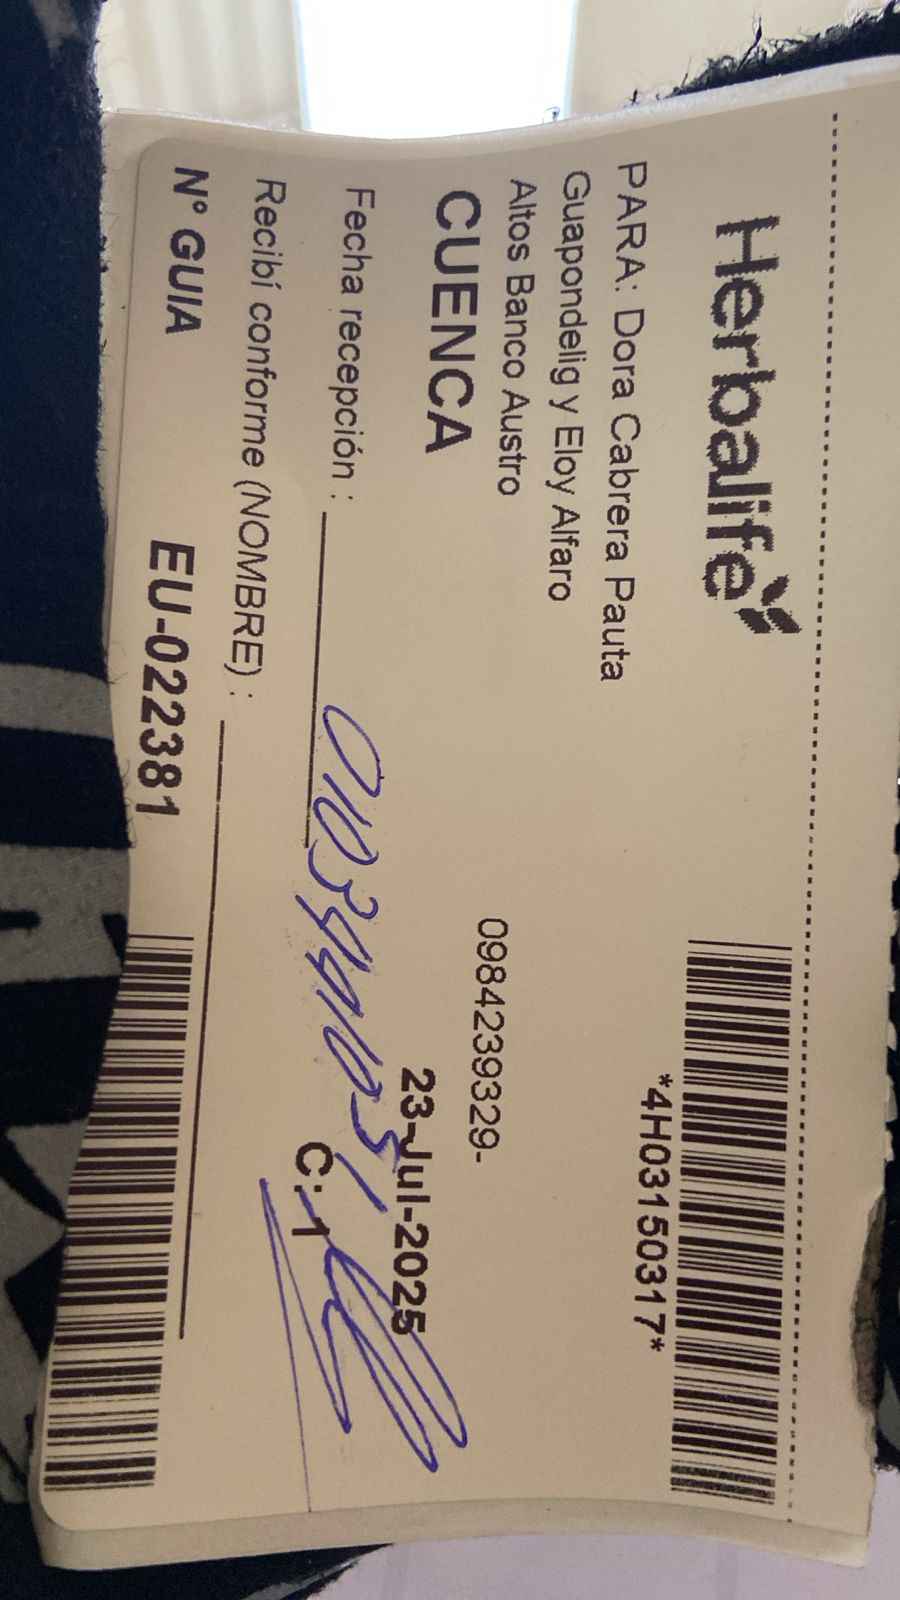 Herbalife
*4H03150317*
PARA: Dora Cabrera Pauta
Guapondelig y Eloy Alfaro
Altos Banco Austro
0984239329-
CUENCA
23-Jul-2025
Fecha recepción :
C: 1
Recibí conforme (NOMBRE) :
Nº GUIA EU-022381